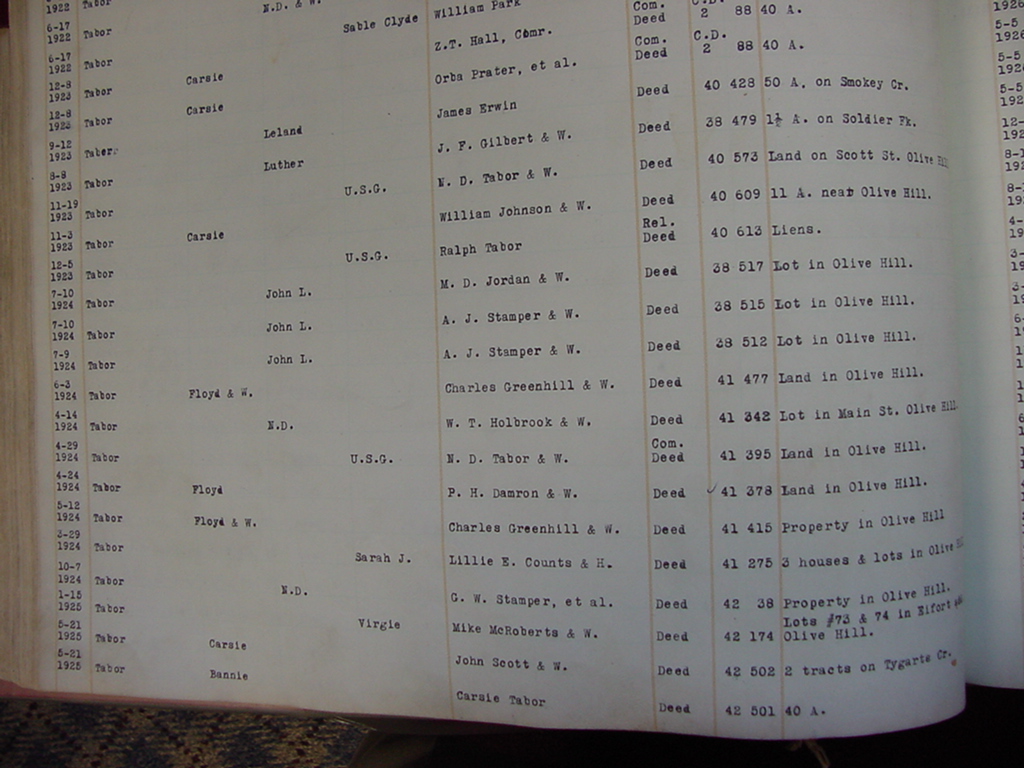 1922 Tabor N.D. & W.
6-17
1922 Tabor Sable Clyde William Park
6-17
12-8
1923 Tabor Carsie Z.T. Hall, Comr. Com. Deed C.D. 2 88 40 A.
12-8
1923 Tabor Carsie Orba Prater, et al. Com. Deed C.D. 2 88 40 A.
9-12
1923 Tabor Leland James Erwin Deed 40 428 50 A. on Smokey Cr.
8-8
1923 Tabor Luther J. F. Gilbert & W. Deed 38 479 1½ A. on Soldier Fk.
11-19
1923 Tabor U.S.G. N. D. Tabor & W. Deed 40 573 Land on Scott St. Olive Hill
11-3
1923 Tabor Carsie William Johnson & W. Deed 40 609 11 A. near Olive Hill.
12-5
1923 Tabor U.S.G. Ralph Tabor Rel. Deed 40 613 Liens.
7-10
1924 Tabor John L. M. D. Jordan & W. Deed 38 517 Lot in Olive Hill.
7-10
1924 Tabor John L. A. J. Stamper & W. Deed 38 515 Lot in Olive Hill.
7-9
1924 Tabor John L. A. J. Stamper & W. Deed 38 512 Lot in Olive Hill.
6-3
1924 Tabor Floyd & W. Charles Greenhill & W. Deed 41 477 Land in Olive Hill.
4-14
1924 Tabor N.D. W. T. Holbrook & W. Deed 41 342 Lot in Main St. Olive Hill.
4-29
1924 Tabor U.S.G. N. D. Tabor & W. Com. Deed 41 395 Land in Olive Hill.
4-24
1924 Tabor Floyd P. H. Damron & W. Deed ✓ 41 378 Land in Olive Hill.
5-12
1924 Tabor Floyd & W. Charles Greenhill & W. Deed 41 415 Property in Olive Hill
3-29
1924 Tabor Sarah J. Lillie E. Counts & H. Deed 41 275 3 houses & lots in Olive
10-7
1924 Tabor N.D. G. W. Stamper, et al. Deed 42 38 Property in Olive Hill.
1-15
1925 Tabor Virgie Mike McRoberts & W. Deed 42 174 Lots #73 & 74 in Eifort
Olive Hill.
5-21
1925 Tabor Carsie John Scott & W. Deed 42 502 2 tracts on Tygarts Cr.
5-21
1925 Tabor Bannie Carsie Tabor Deed 42 501 40 A.